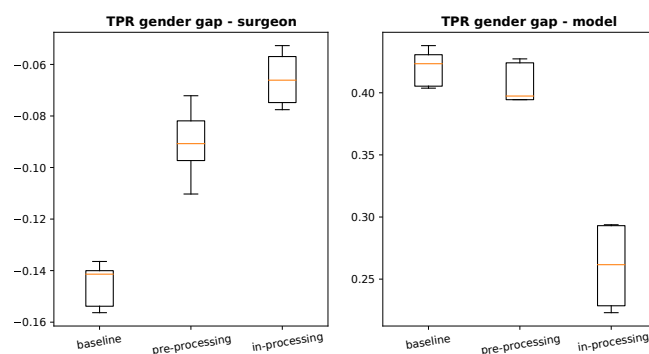 TPR gender gap - surgeon
−0.06
−0.08
−0.10
−0.12
−0.14
−0.16
baseline
pre-processing
in-processing
TPR gender gap - model
0.40
0.35
0.30
0.25
baseline
pre-processing
in-processing